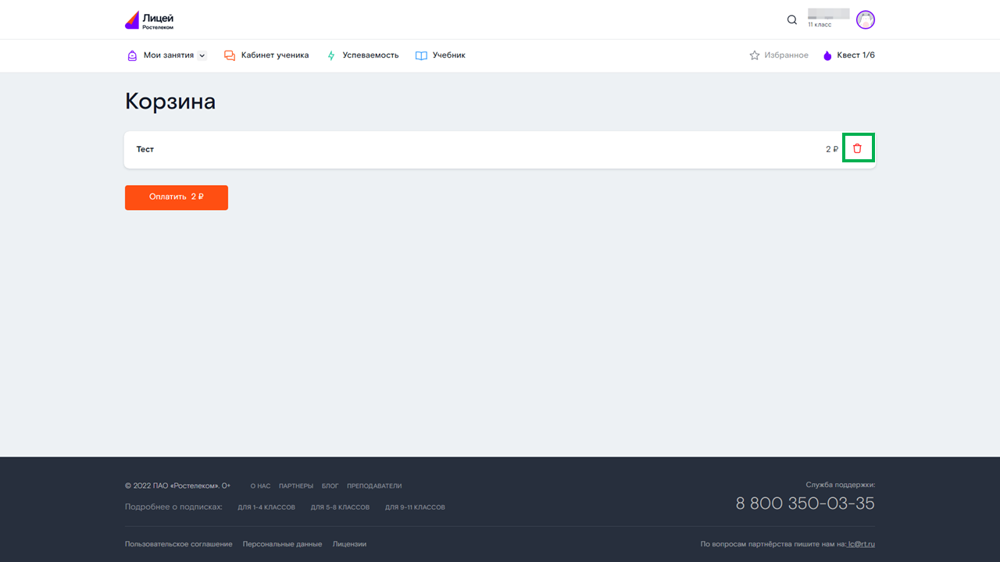 Лицей
Ростелеком
11 класс
Мои занятия
Кабинет ученика
Успеваемость
Учебник
Избранное
Квест 1/6
Корзина
Тест
2 ₽
Оплатить 2 ₽
© 2022 ПАО «Ростелеком». 0+
О НАС
ПАРТНЕРЫ
БЛОГ
ПРЕПОДАВАТЕЛИ
Служба поддержки:
8 800 350-03-35
Подробнее о подписках:
ДЛЯ 1-4 КЛАССОВ
ДЛЯ 5-8 КЛАССОВ
ДЛЯ 9-11 КЛАССОВ
Пользовательское соглашение
Персональные данные
Лицензии
По вопросам партнёрства пишите нам на: lc@rt.ru